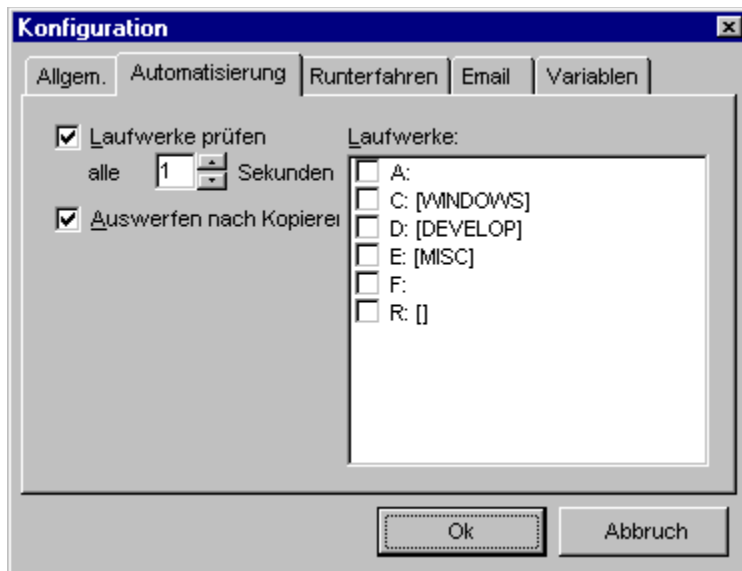 Konfiguration
Allgem. Automatisierung Runterfahren Email Variablen
Laufwerke prüfen
alle 1 Sekunden
Auswerfen nach Kopierer
Laufwerke:
A:
C: [WINDOWS]
D: [DEVELOP]
E: [MISC]
F:
R: []
Ok Abbruch